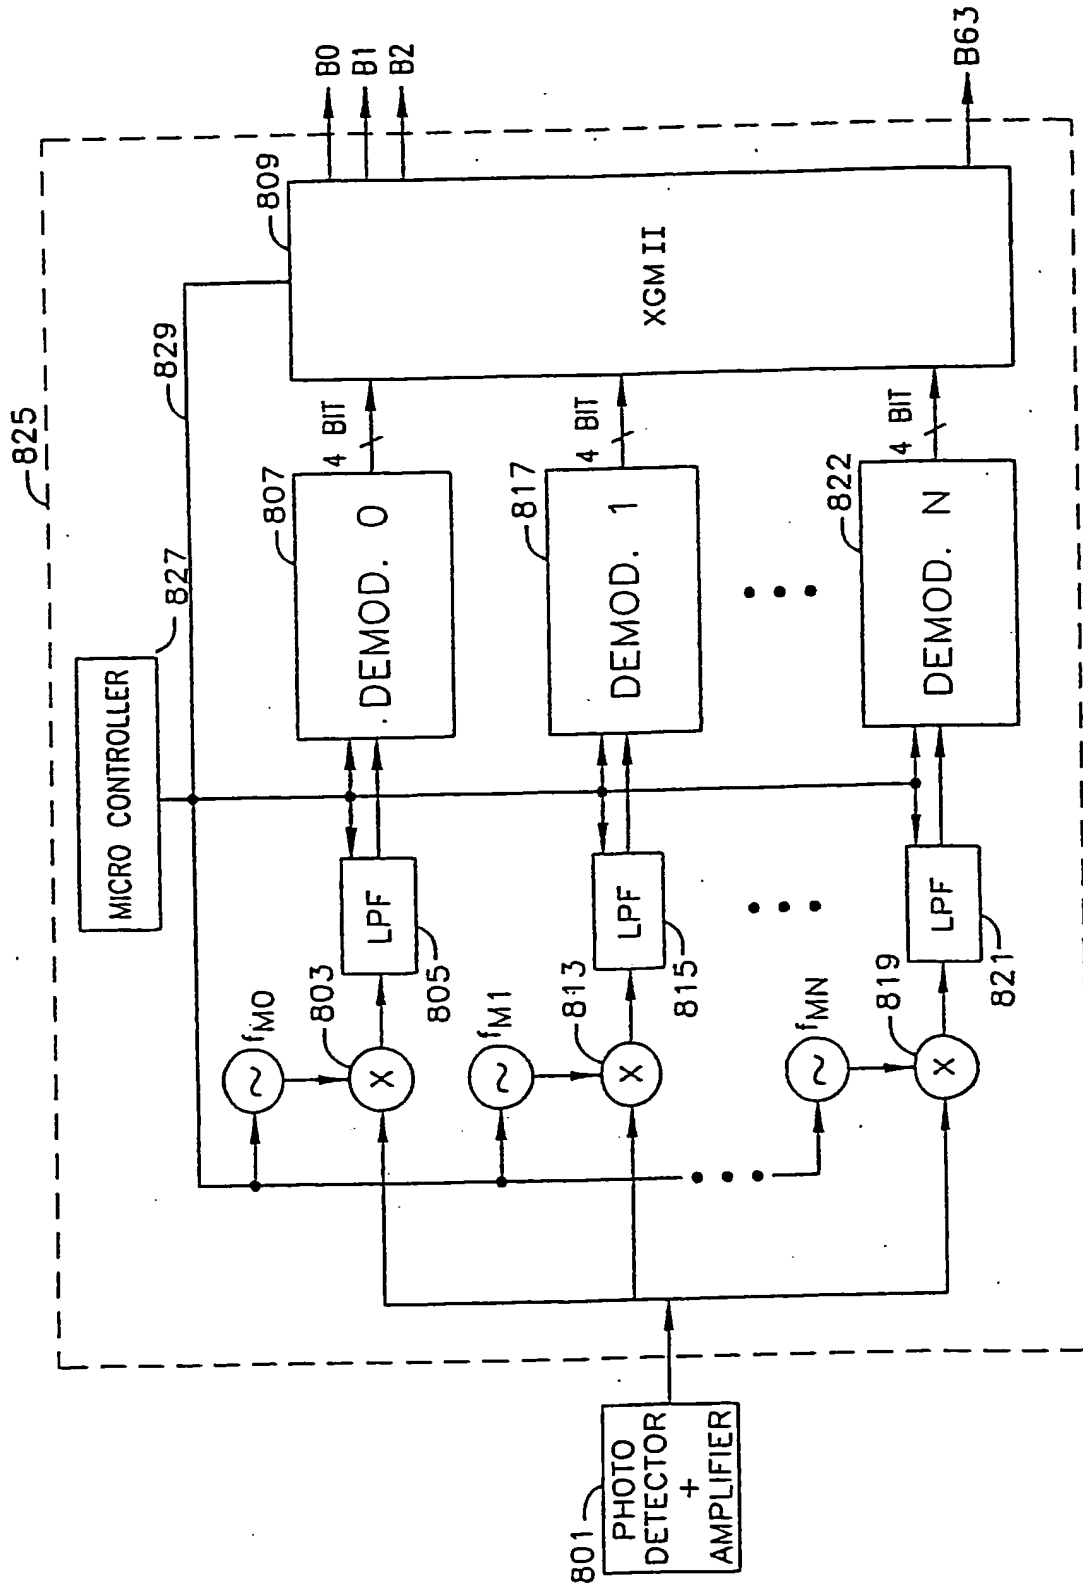 825
MICRO CONTROLLER
827
829
809
fM0
803
X
LPF
805
807
.DEMOD. 0
4 BIT
XGM II
B0
B1
B2
B63
801
PHOTO
DETECTOR
+
AMPLIFIER
fM1
813
X
LPF
815
817
DEMOD. 1
4 BIT
fMN
819
X
LPF
821
822
DEMOD. N
4 BIT